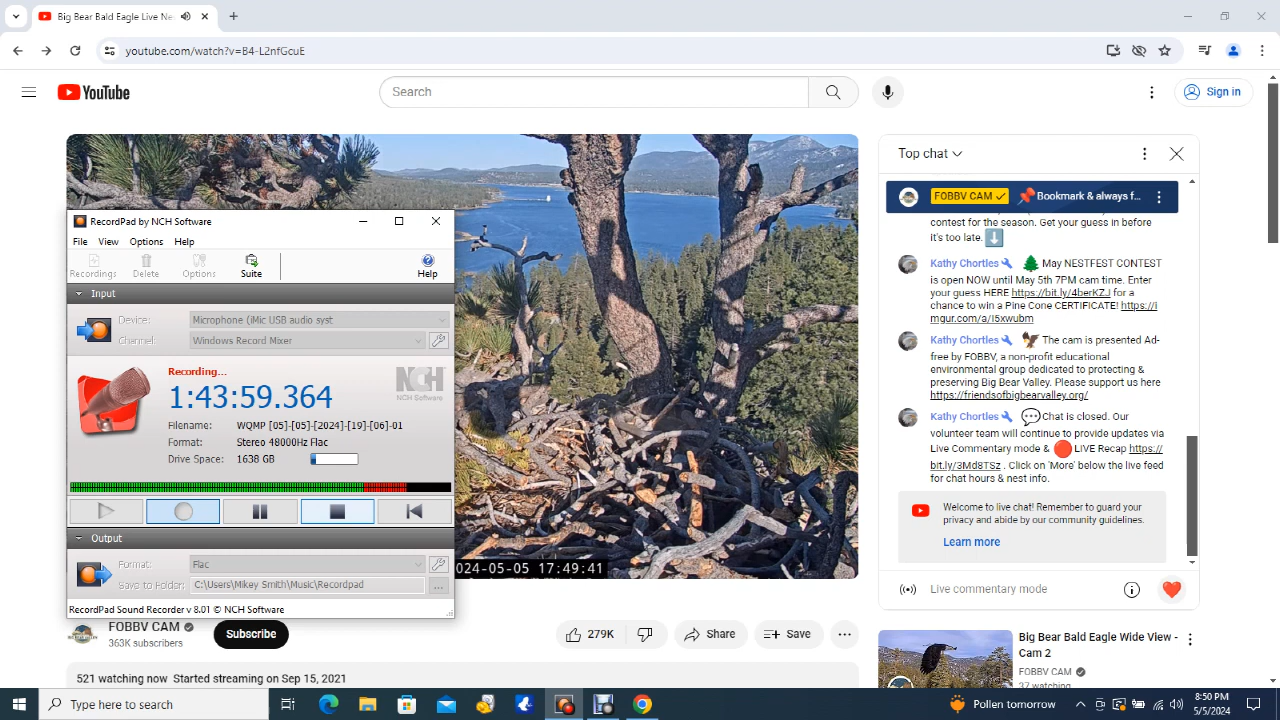 Big Bear Bald Eagle Live Ne
youtube.com/watch?v=B4-L2nfGcuE
YouTube
Search
Sign in
Top chat
FOBBV CAM
Bookmark & always f...
contest for the season. Get your guess in before
it's too late.
Kathy Chortles May NESTFEST CONTEST
is open NOW until May 5th 7PM cam time. Enter
your guess HERE https://bit.ly/4berKZJ for a
chance to win a Pine Cone CERTIFICATE! https://i
mgur.com/a/I5xwubm
Kathy Chortles The cam is presented Ad-
free by FOBBV, a non-profit educational
environmental group dedicated to protecting &
preserving Big Bear Valley. Please support us here
https://friendsofbigbearvalley.org/
Kathy Chortles Chat is closed. Our
volunteer team will continue to provide updates via
Live Commentary mode & LIVE Recap https://
bit.ly/3Md8TSz . Click on 'More' below the live feed
for chat hours & nest info.
Welcome to live chat! Remember to guard your
privacy and abide by our community guidelines.
Learn more
Live commentary mode
RecordPad by NCH Software
File View Options Help
Recordings Delete Options Suite Help
Input
Device: Microphone (iMic USB audio syst
Channel: Windows Record Mixer
Recording...
1:43:59.364
NCH
NCH Software
Filename: WQMP [05]-[05]-[2024]-[19]-[06]-01
Format: Stereo 48000Hz Flac
Drive Space: 1638 GB
Output
Format: Flac
Save to Folder: C:\Users\Mikey Smith\Music\Recordpad
...
RecordPad Sound Recorder v 8.01 © NCH Software
024-05-05 17:49:41
FOBBV CAM
363K subscribers
Subscribe
279K
Share
Save
521 watching now Started streaming on Sep 15, 2021
Big Bear Bald Eagle Wide View -
Cam 2
FOBBV CAM
37 watching
Type here to search
Pollen tomorrow
8:50 PM
5/5/2024